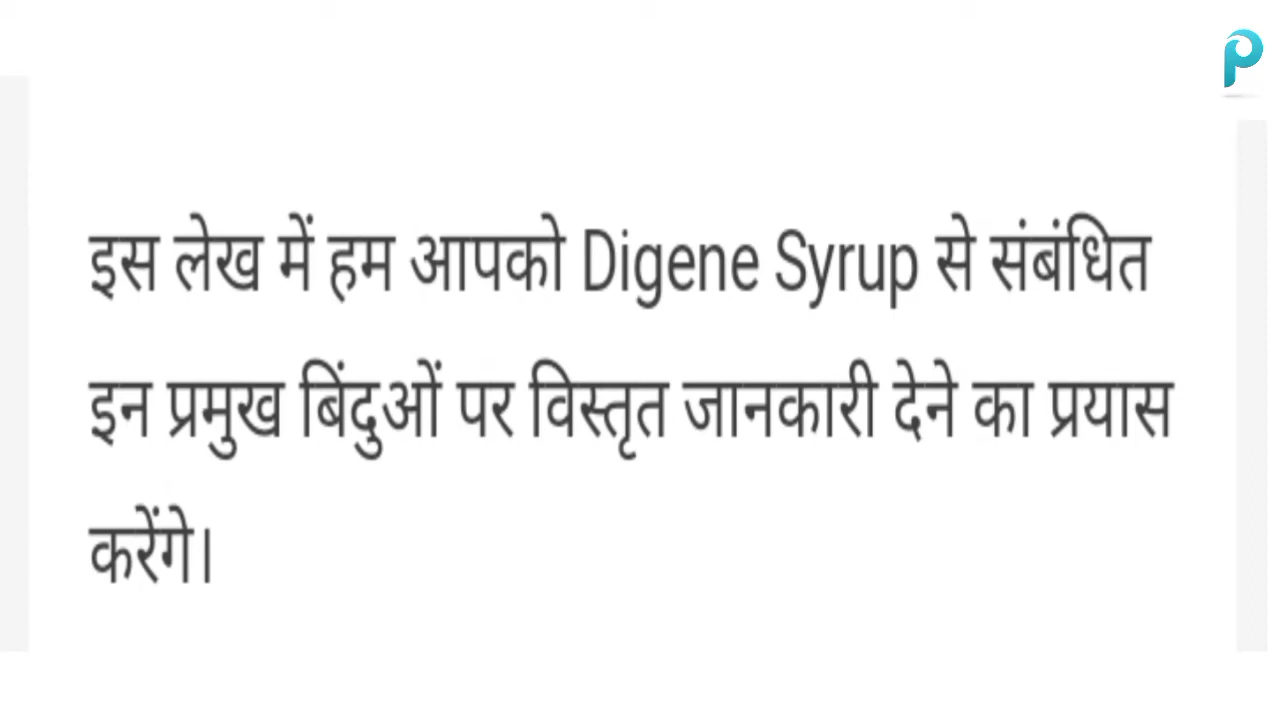 इस लेख में हम आपको Digene Syrup से संबंधित
इन प्रमुख बिंदुओं पर विस्तृत जानकारी देने का प्रयास
करेंगे।